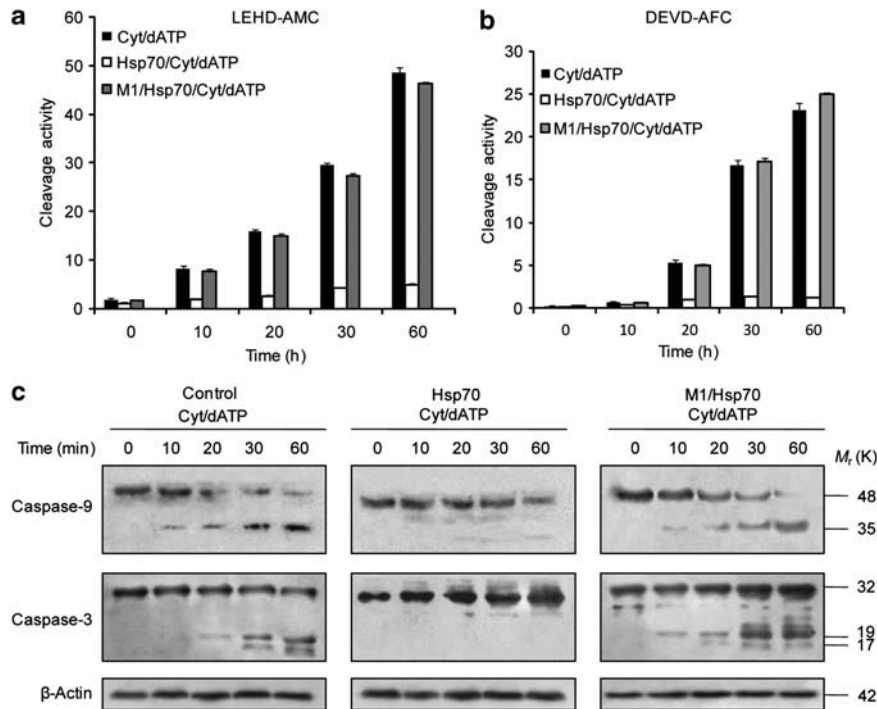 a
LEHD-AMC
Cyt/dATP
Hsp70/Cyt/dATP
M1/Hsp70/Cyt/dATP
Cleavage activity
60
50
40
30
20
10
0
0 10 20 30 60
Time (h)
b
DEVD-AFC
Cyt/dATP
Hsp70/Cyt/dATP
M1/Hsp70/Cyt/dATP
Cleavage activity
30
25
20
15
10
5
0
0 10 20 30 60
Time (h)
c
Control
Cyt/dATP
Hsp70
Cyt/dATP
M1/Hsp70
Cyt/dATP
Time (min) 0 10 20 30 60 0 10 20 30 60 0 10 20 30 60 Mr (K)
Caspase-9
48
35
Caspase-3
32
19
17
β-Actin 42